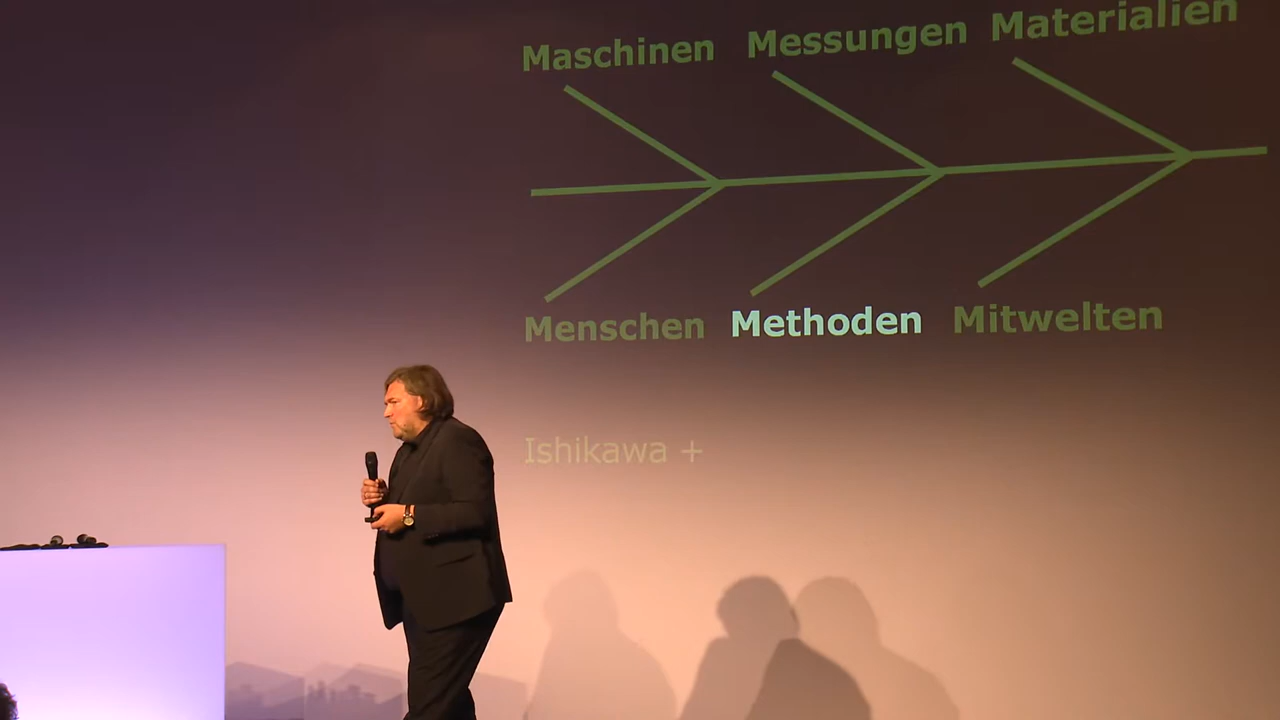 Maschinen Messungen Materialien
Menschen Methoden Mitwelten
Ishikawa +